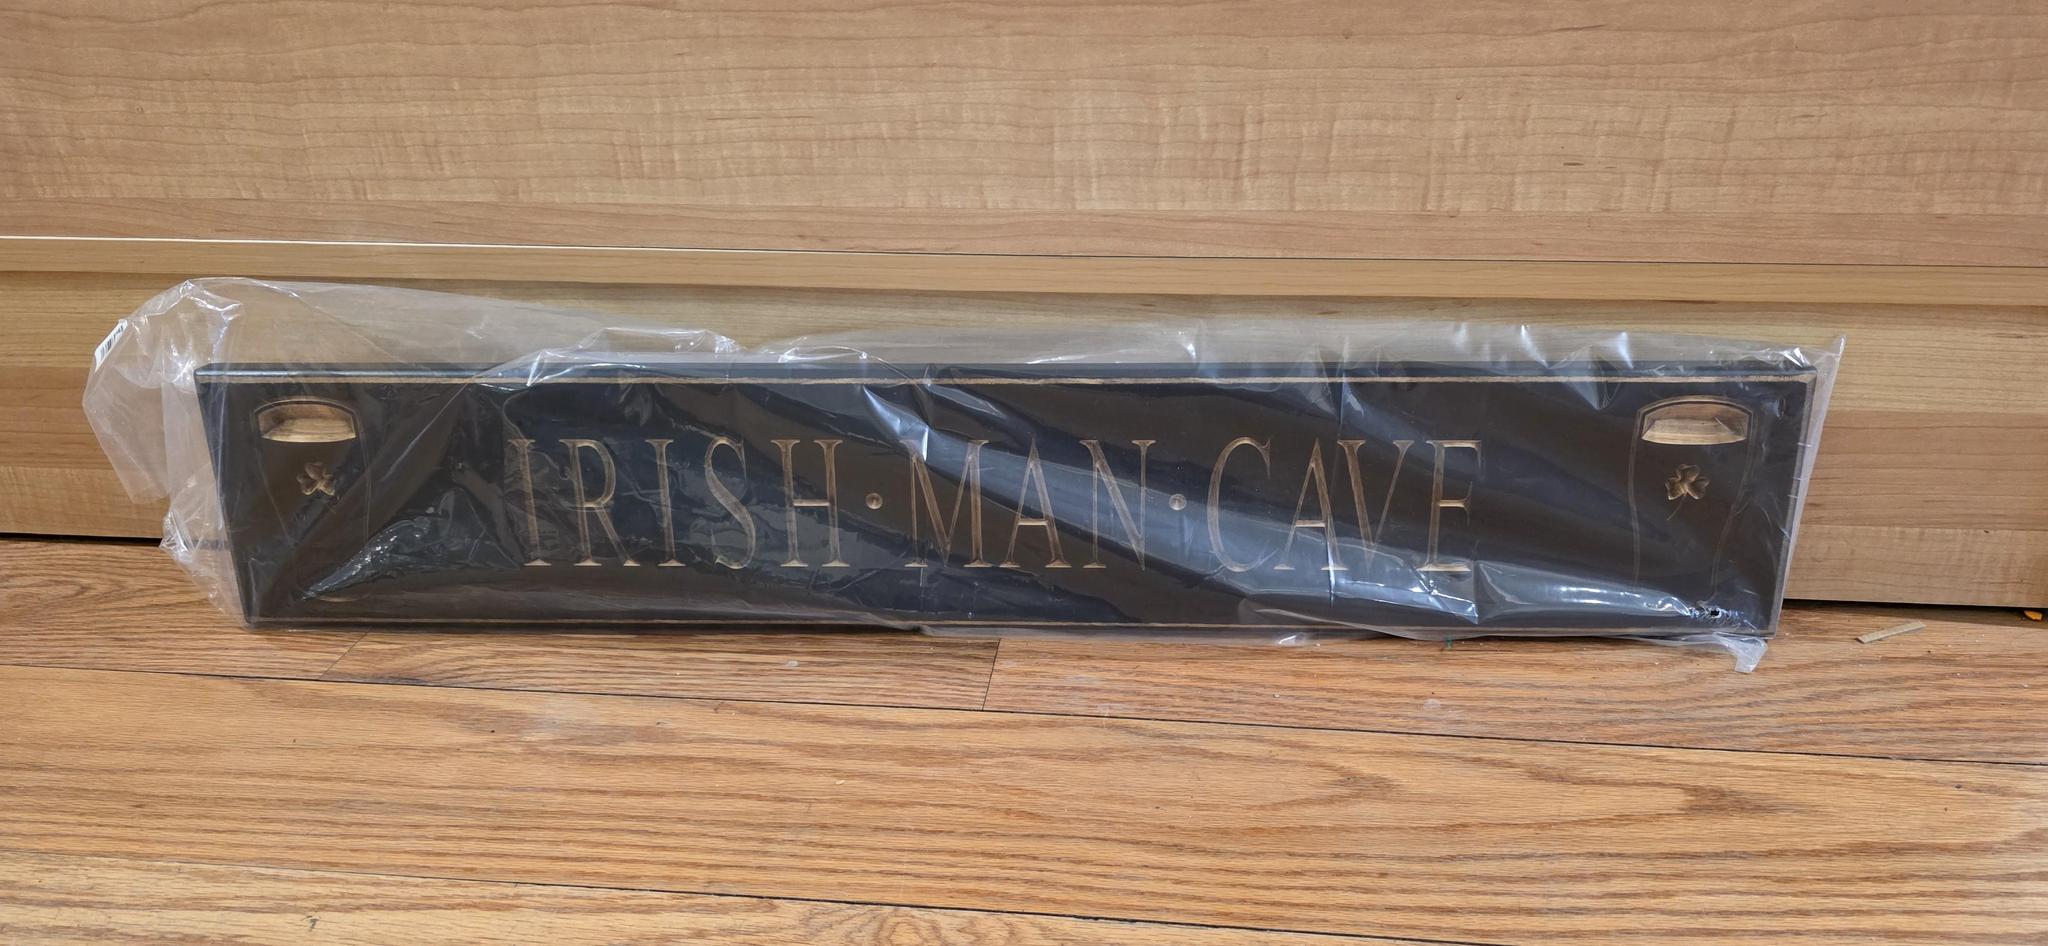 IRISH · MAN · CAVE